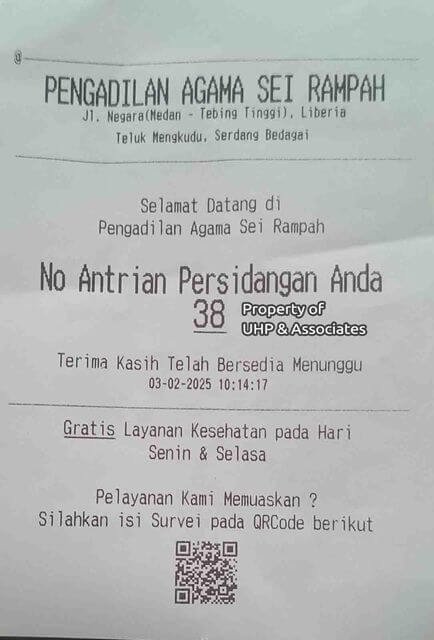 @
PENGADILAN AGAMA SEI RAMPAH
Jl. Negara(Medan - Tebing Tinggi), Liberia
Teluk Mengkudu, Serdang Bedagai
Selamat Datang di
Pengadilan Agama Sei Rampah
No Antrian Persidangan Anda
38
Property of
UHP & Associates
Terima Kasih Telah Bersedia Menunggu
03-02-2025 10:14:17
Gratis Layanan Kesehatan pada Hari
Senin & Selasa
Pelayanan Kami Memuaskan ?
Silahkan isi Survei pada QRCode berikut